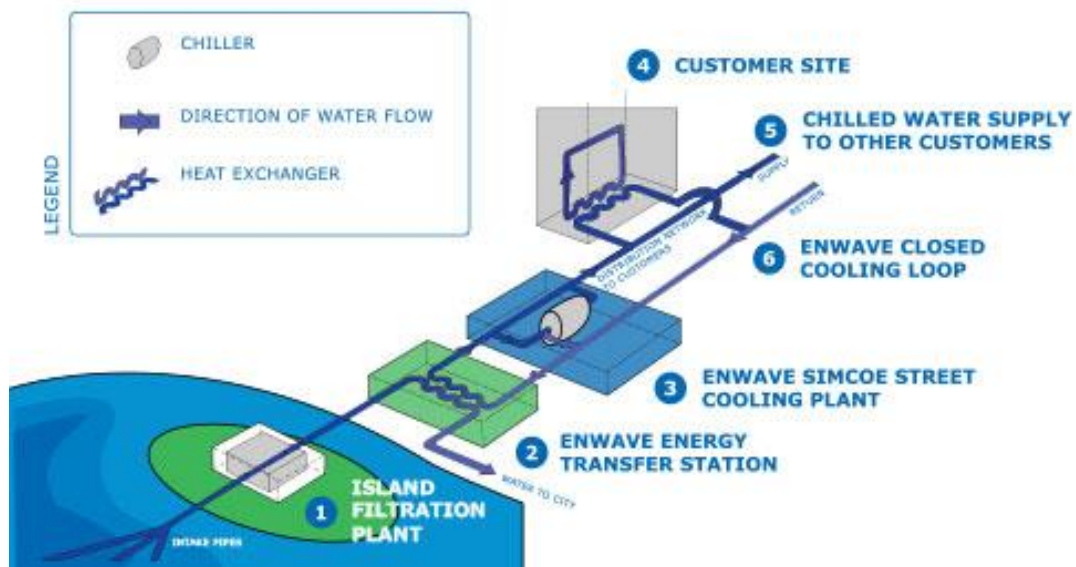 LEGEND
CHILLER
DIRECTION OF WATER FLOW
HEAT EXCHANGER
4 CUSTOMER SITE
5 CHILLED WATER SUPPLY
TO OTHER CUSTOMERS
SUPPLY
RETURN
DISTRIBUTION NETWORK
TO CUSTOMERS
6 ENWAVE CLOSED
COOLING LOOP
3 ENWAVE SIMCOE STREET
COOLING PLANT
2 ENWAVE ENERGY
TRANSFER STATION
WATER TO CITY
1 ISLAND
FILTRATION
PLANT
INTAKE PIPES